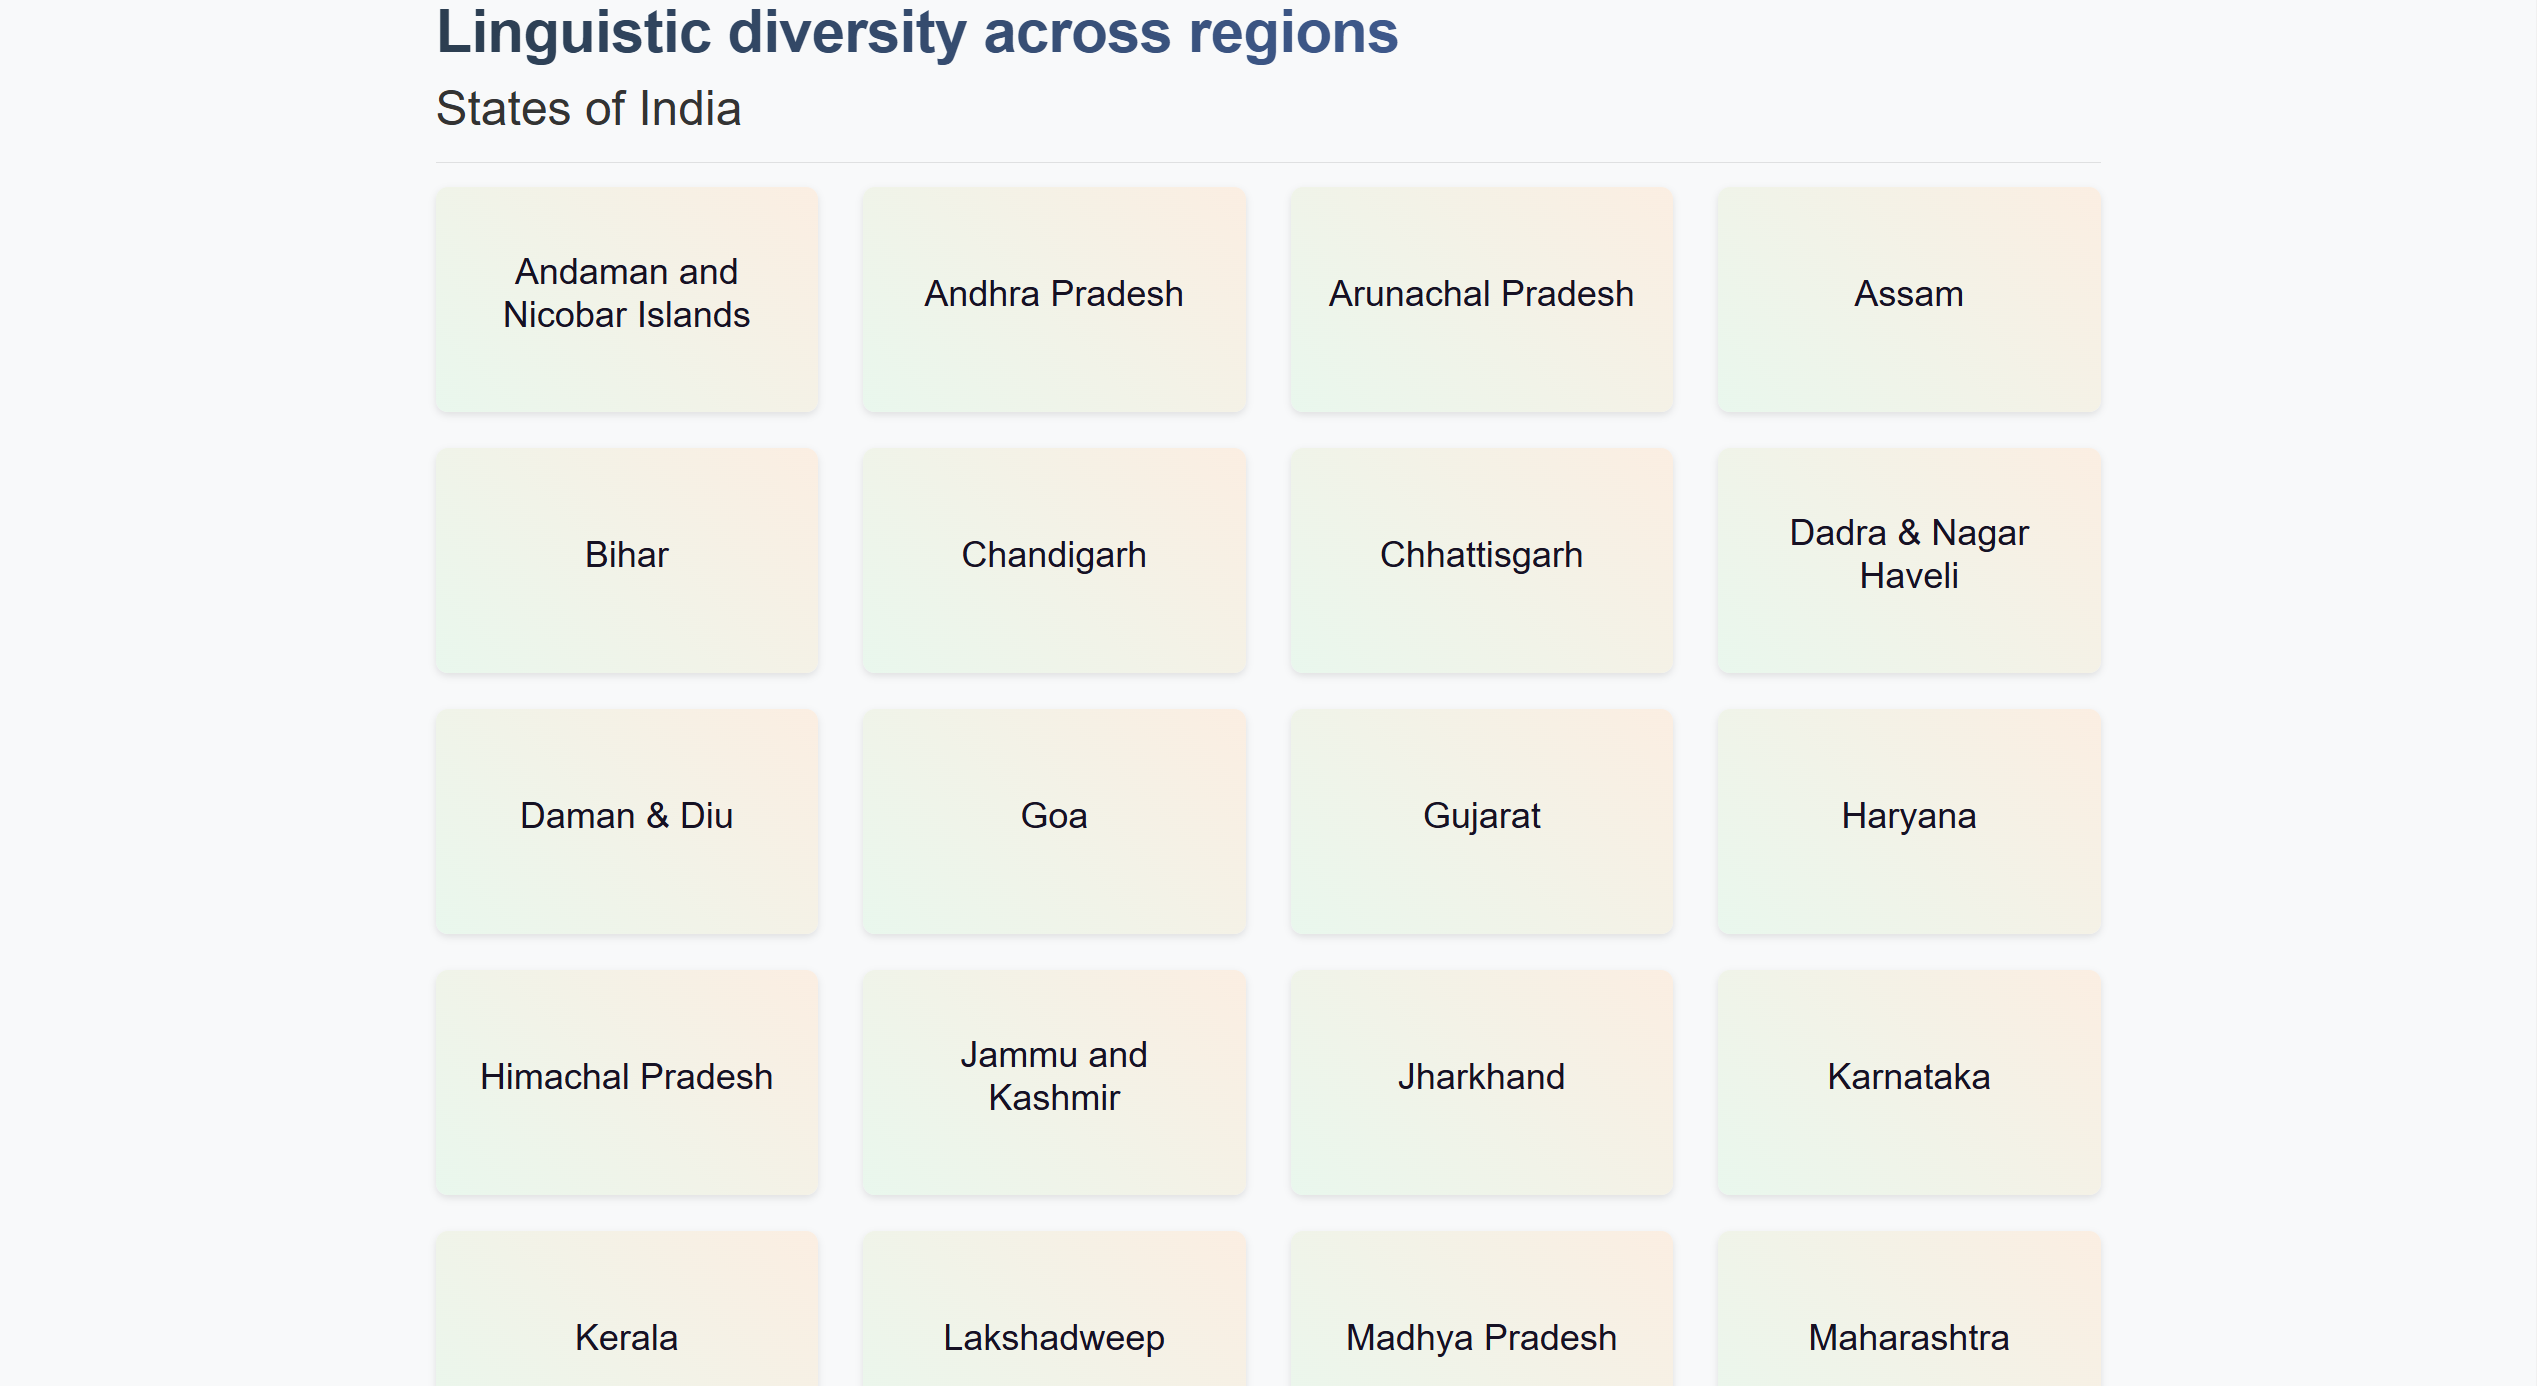 Linguistic diversity across regions
States of India
Andaman and
Nicobar Islands
Andhra Pradesh
Arunachal Pradesh
Assam
Bihar
Chandigarh
Chhattisgarh
Dadra & Nagar
Haveli
Daman & Diu
Goa
Gujarat
Haryana
Himachal Pradesh
Jammu and
Kashmir
Jharkhand
Karnataka
Kerala
Lakshadweep
Madhya Pradesh
Maharashtra